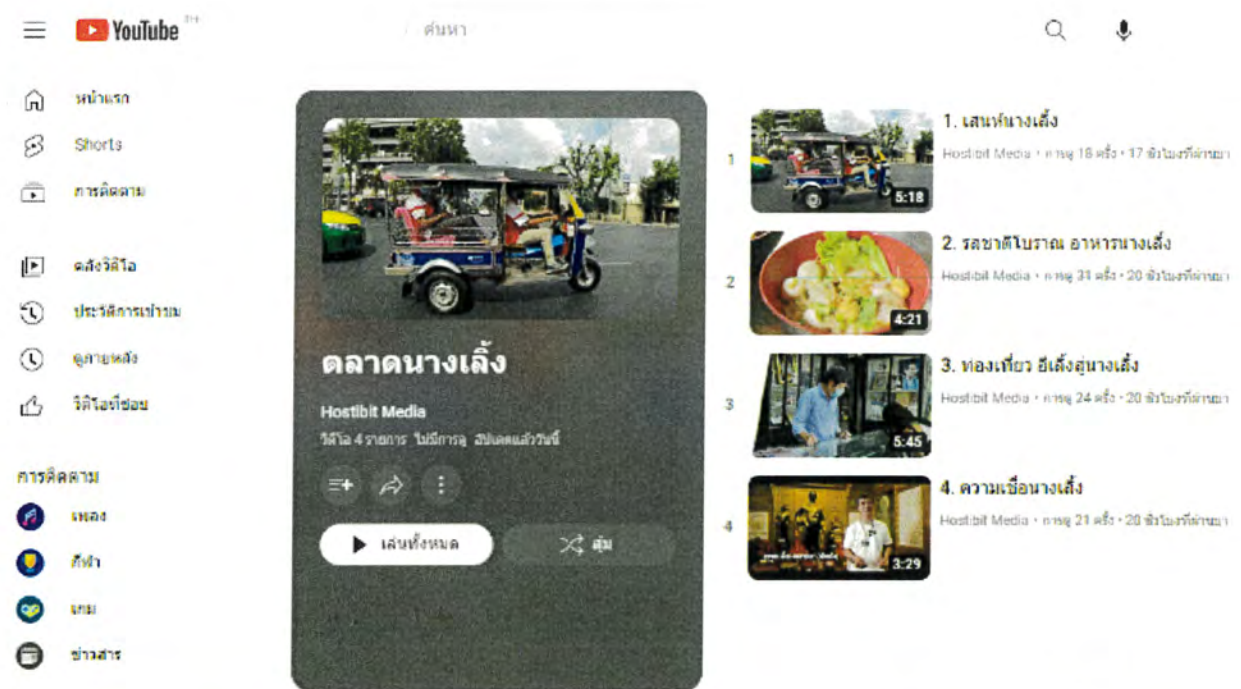 YouTube TH
ค้นหา
หน้าแรก
Shorts
การติดตาม
คลังวิดีโอ
ประวัติการเข้าชม
ดูภายหลัง
วิดีโอที่ชอบ
การติดตาม
เพลง
กีฬา
เกม
ข่าวสาร
ตลาดนางเลิ้ง
Hostibit Media
วิดีโอ 4 รายการ ไม่มีการดู อัปเดตแล้ววันนี้
เล่นทั้งหมด
สุ่ม
1
5:18
1. เสน่ห์นางเลิ้ง
Hostibit Media • การดู 18 ครั้ง • 17 ชั่วโมงที่ผ่านมา
2
4:21
2. รสชาติโบราณ อาหารนางเลิ้ง
Hostibit Media • การดู 31 ครั้ง • 20 ชั่วโมงที่ผ่านมา
3
5:45
3. ท่องเที่ยว อีเลิ้งสู่นางเลิ้ง
Hostibit Media • การดู 24 ครั้ง • 20 ชั่วโมงที่ผ่านมา
4
3:29
4. ความเชื่อนางเลิ้ง
Hostibit Media • การดู 21 ครั้ง • 20 ชั่วโมงที่ผ่านมา